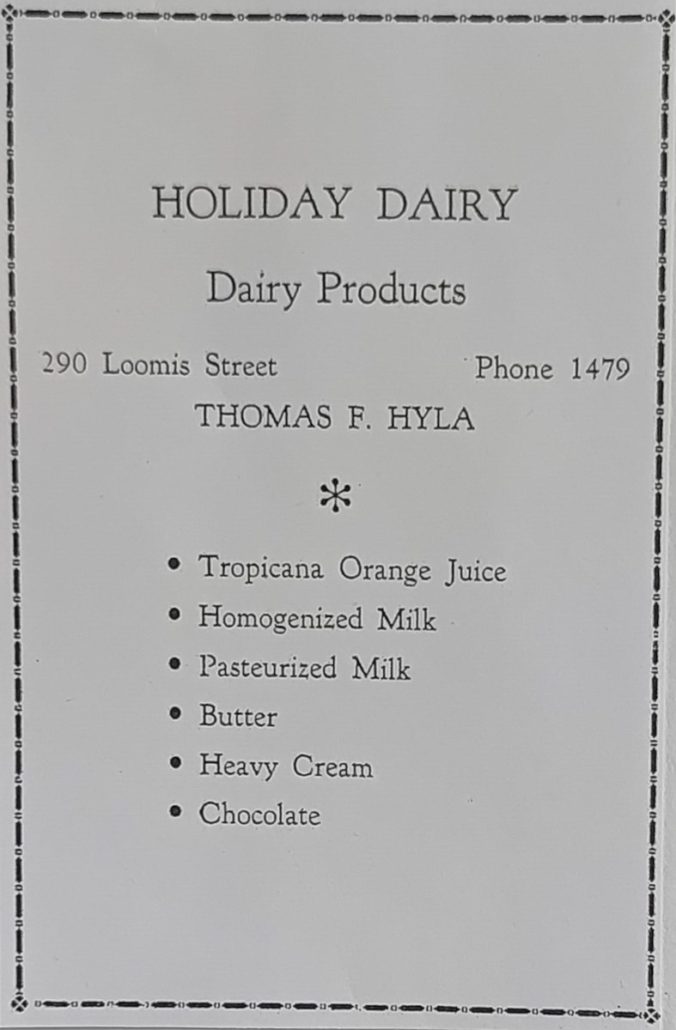 HOLIDAY DAIRY
Dairy Products
290 Loomis Street Phone 1479
THOMAS F. HYLA
*
• Tropicana Orange Juice
• Homogenized Milk
• Pasteurized Milk
• Butter
• Heavy Cream
• Chocolate